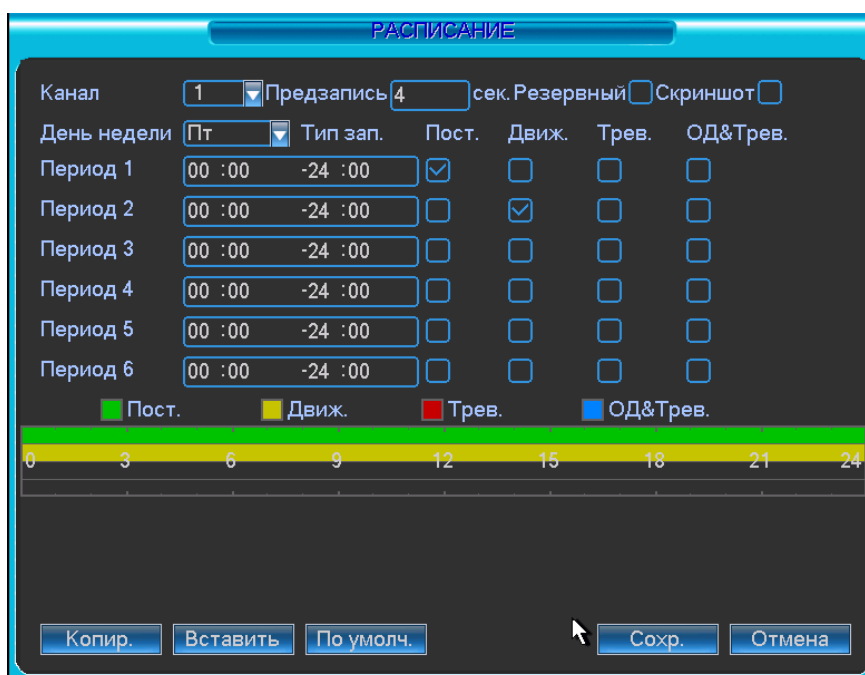 РАСПИСАНИЕ
Канал 1 Предзапись 4 сек. Резервный Скриншот
День недели Пт Тип зап. Пост. Движ. Трев. ОД&Трев.
Период 1 00 :00 -24 :00
Период 2 00 :00 -24 :00
Период 3 00 :00 -24 :00
Период 4 00 :00 -24 :00
Период 5 00 :00 -24 :00
Период 6 00 :00 -24 :00
Пост. Движ. Трев. ОД&Трев.
0 3 6 9 12 15 18 21 24
Копир. Вставить По умолч. Сохр. Отмена